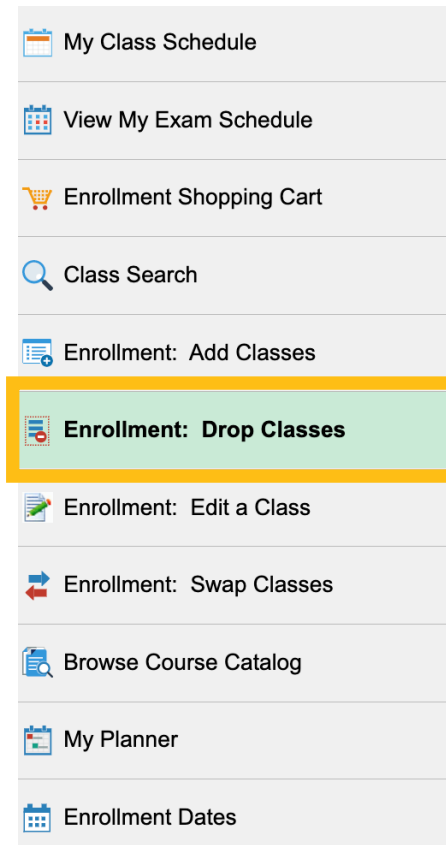 My Class Schedule
View My Exam Schedule
Enrollment Shopping Cart
Class Search
Enrollment:  Add Classes
Enrollment:  Drop Classes
Enrollment:  Edit a Class
Enrollment:  Swap Classes
Browse Course Catalog
My Planner
Enrollment Dates